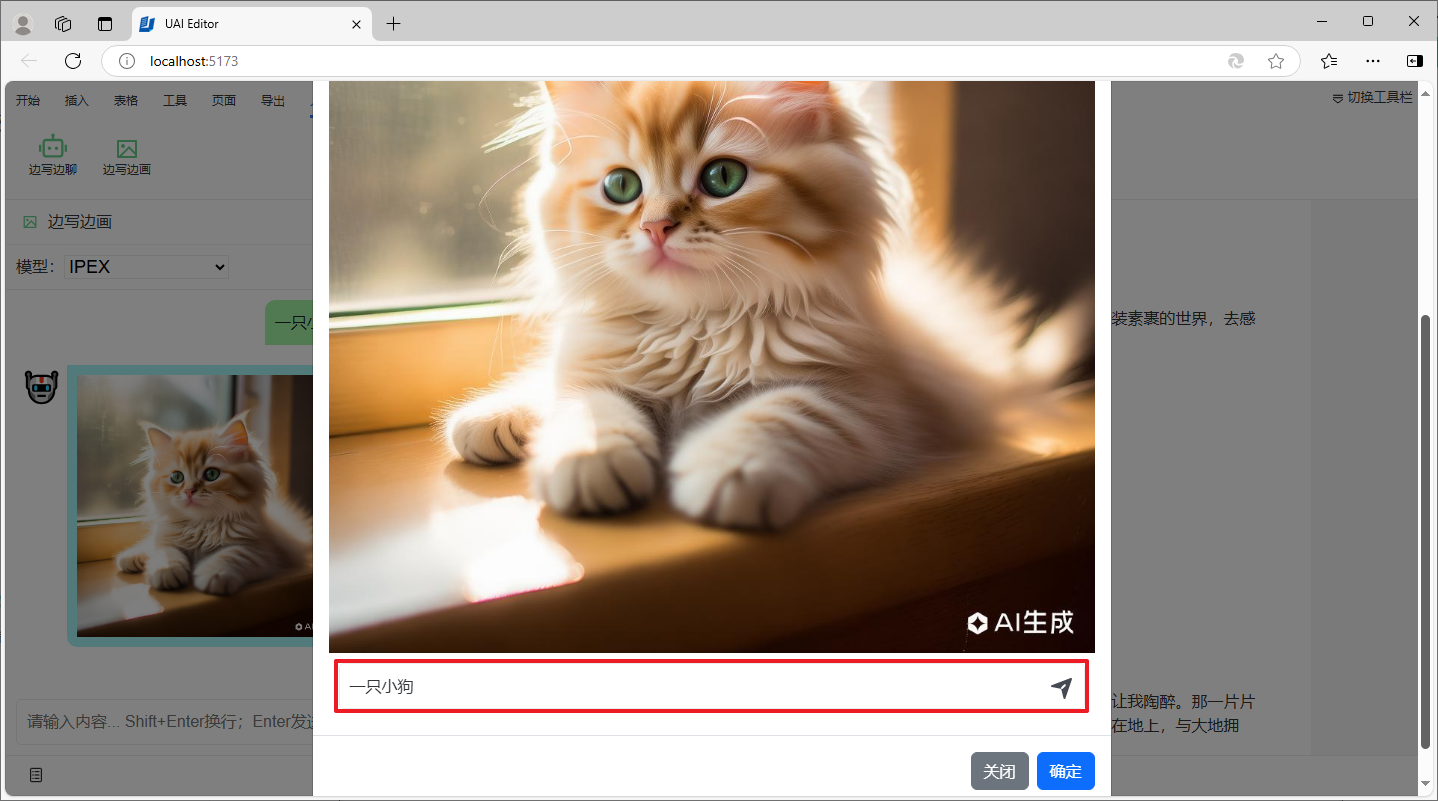 UAI Editor
localhost:5173
开始 插入 表格 工具 页面 导出
切换工具栏
边写边聊 边写边画
边写边画
模型： IPEX
一只
装素裹的世界，去感
AI生成
一只小狗
让我陶醉。那一片片
请输入内容... Shift+Enter换行；Enter发
在地上，与大地拥
关闭 确定